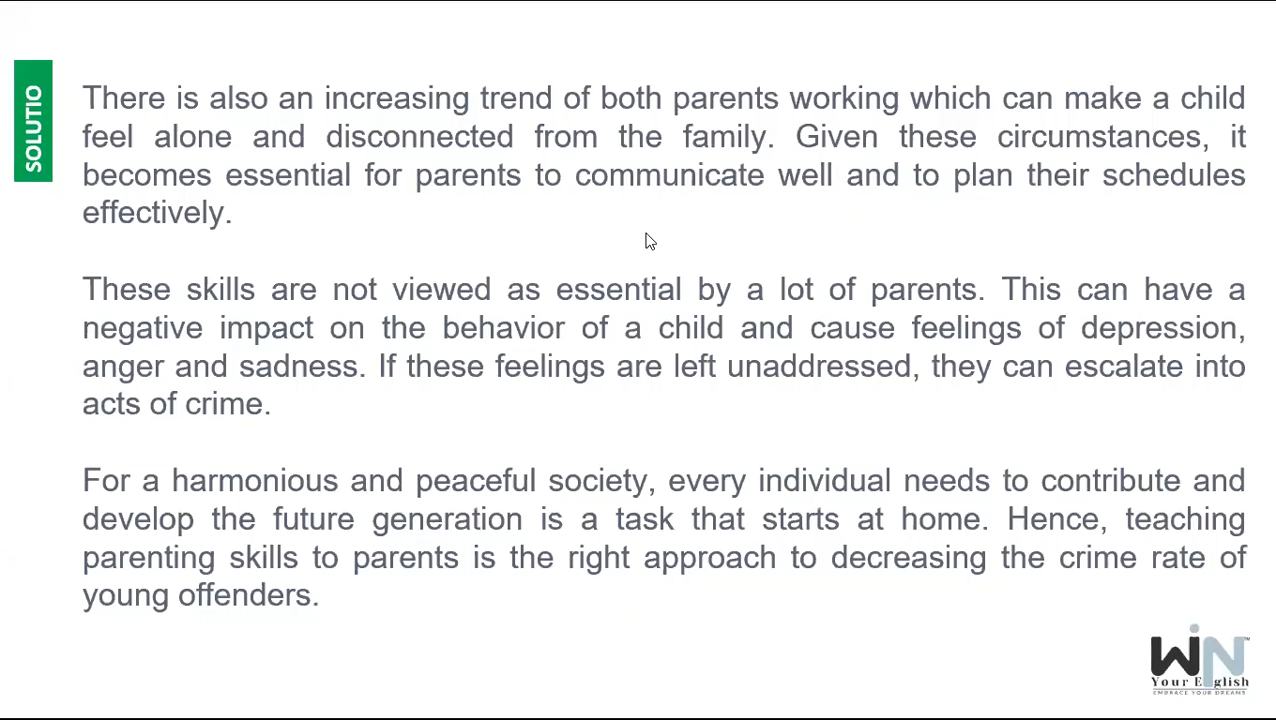 SOLUTIO
There is also an increasing trend of both parents working which can make a child
feel alone and disconnected from the family. Given these circumstances, it
becomes essential for parents to communicate well and to plan their schedules
effectively.
These skills are not viewed as essential by a lot of parents. This can have a
negative impact on the behavior of a child and cause feelings of depression,
anger and sadness. If these feelings are left unaddressed, they can escalate into
acts of crime.
For a harmonious and peaceful society, every individual needs to contribute and
develop the future generation is a task that starts at home. Hence, teaching
parenting skills to parents is the right approach to decreasing the crime rate of
young offenders.
WiN™
Your English
EMBRACE YOUR DREAMS